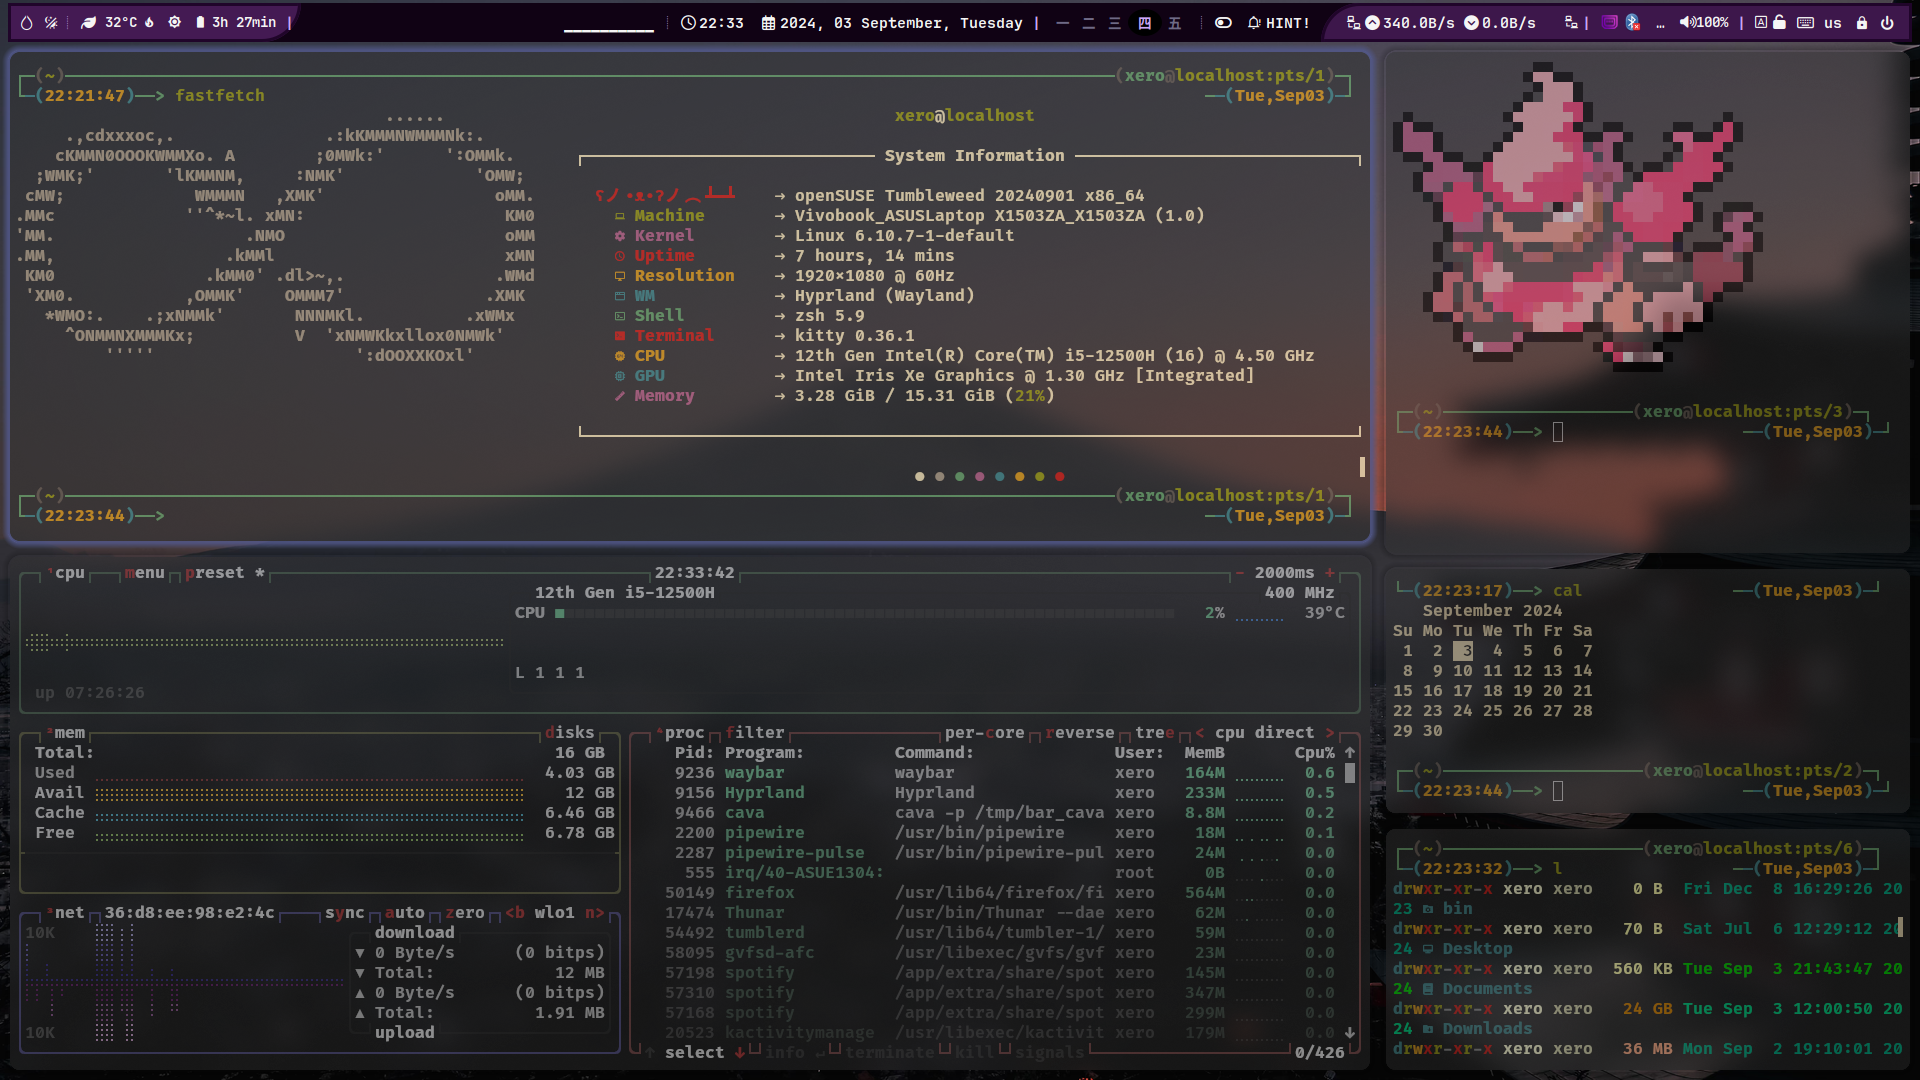 32°C 3h 27min | 22:33 2024, 03 September, Tuesday | 一 二 三 四 五 HINT! 340.0B/s 0.0B/s | … 100% | A us
(~) (xero@localhost:pts/1)
(22:21:47)──> fastfetch (Tue,Sep03)
xero@localhost
System Information
→ openSUSE Tumbleweed 20240901 x86_64
Machine → Vivobook_ASUSLaptop X1503ZA_X1503ZA (1.0)
Kernel → Linux 6.10.7-1-default
Uptime → 7 hours, 14 mins
Resolution → 1920×1080 @ 60Hz
WM → Hyprland (Wayland)
Shell → zsh 5.9
Terminal → kitty 0.36.1
CPU → 12th Gen Intel(R) Core(TM) i5-12500H (16) @ 4.50 GHz
GPU → Intel Iris Xe Graphics @ 1.30 GHz [Integrated]
Memory → 3.28 GiB / 15.31 GiB (21%)
(~) (xero@localhost:pts/1)
(22:23:44)──> (Tue,Sep03)
(~) (xero@localhost:pts/3)
(22:23:44)──> (Tue,Sep03)
¹cpu menu preset * 22:33:42 - 2000ms +
12th Gen i5-12500H 400 MHz
CPU 2% 39°C
L 1 1 1
up 07:26:26
²mem disks
Total: 16 GB
Used 4.03 GB
Avail 12 GB
Cache 6.46 GB
Free 6.78 GB
³net 36:d8:ee:98:e2:4c sync auto zero <b wlo1 n>
10K download
▼ 0 Byte/s (0 bitps)
▼ Total: 12 MB
▲ 0 Byte/s (0 bitps)
▲ Total: 1.91 MB
10K upload
⁴proc filter per-core reverse tree < cpu direct >
Pid: Program: Command: User: MemB Cpu% ↑
9236 waybar waybar xero 164M 0.6
9156 Hyprland Hyprland xero 233M 0.5
9466 cava cava -p /tmp/bar_cava xero 8.8M 0.2
2200 pipewire /usr/bin/pipewire xero 18M 0.1
2287 pipewire-pulse /usr/bin/pipewire-pul xero 24M 0.0
555 irq/40-ASUE1304: root 0B 0.0
50149 firefox /usr/lib64/firefox/fi xero 564M 0.0
17474 Thunar /usr/bin/Thunar --dae xero 62M 0.0
54492 tumblerd /usr/lib64/tumbler-1/ xero 59M 0.0
58095 gvfsd-afc /usr/libexec/gvfs/gvf xero 23M 0.0
57198 spotify /app/extra/share/spot xero 145M 0.0
57310 spotify /app/extra/share/spot xero 347M 0.0
57168 spotify /app/extra/share/spot xero 299M 0.0
20523 kactivitymanage /usr/libexec/kactivit xero 179M 0.0 ↓
↑ select ↓ info ↵ terminate kill signals 0/426
(22:23:17)──> cal (Tue,Sep03)
September 2024
Su Mo Tu We Th Fr Sa
1 2 3 4 5 6 7
8 9 10 11 12 13 14
15 16 17 18 19 20 21
22 23 24 25 26 27 28
29 30
(~) (xero@localhost:pts/2)
(22:23:44)──> (Tue,Sep03)
(~) (xero@localhost:pts/6)
(22:23:32)──> l (Tue,Sep03)
drwxr-xr-x xero xero 0 B Fri Dec 8 16:29:26 20
23 bin
drwxr-xr-x xero xero 70 B Sat Jul 6 12:29:12 20
24 Desktop
drwxr-xr-x xero xero 560 KB Tue Sep 3 21:43:47 20
24 Documents
drwxr-xr-x xero xero 24 GB Tue Sep 3 12:00:50 20
24 Downloads
drwxr-xr-x xero xero 36 MB Mon Sep 2 19:10:01 20